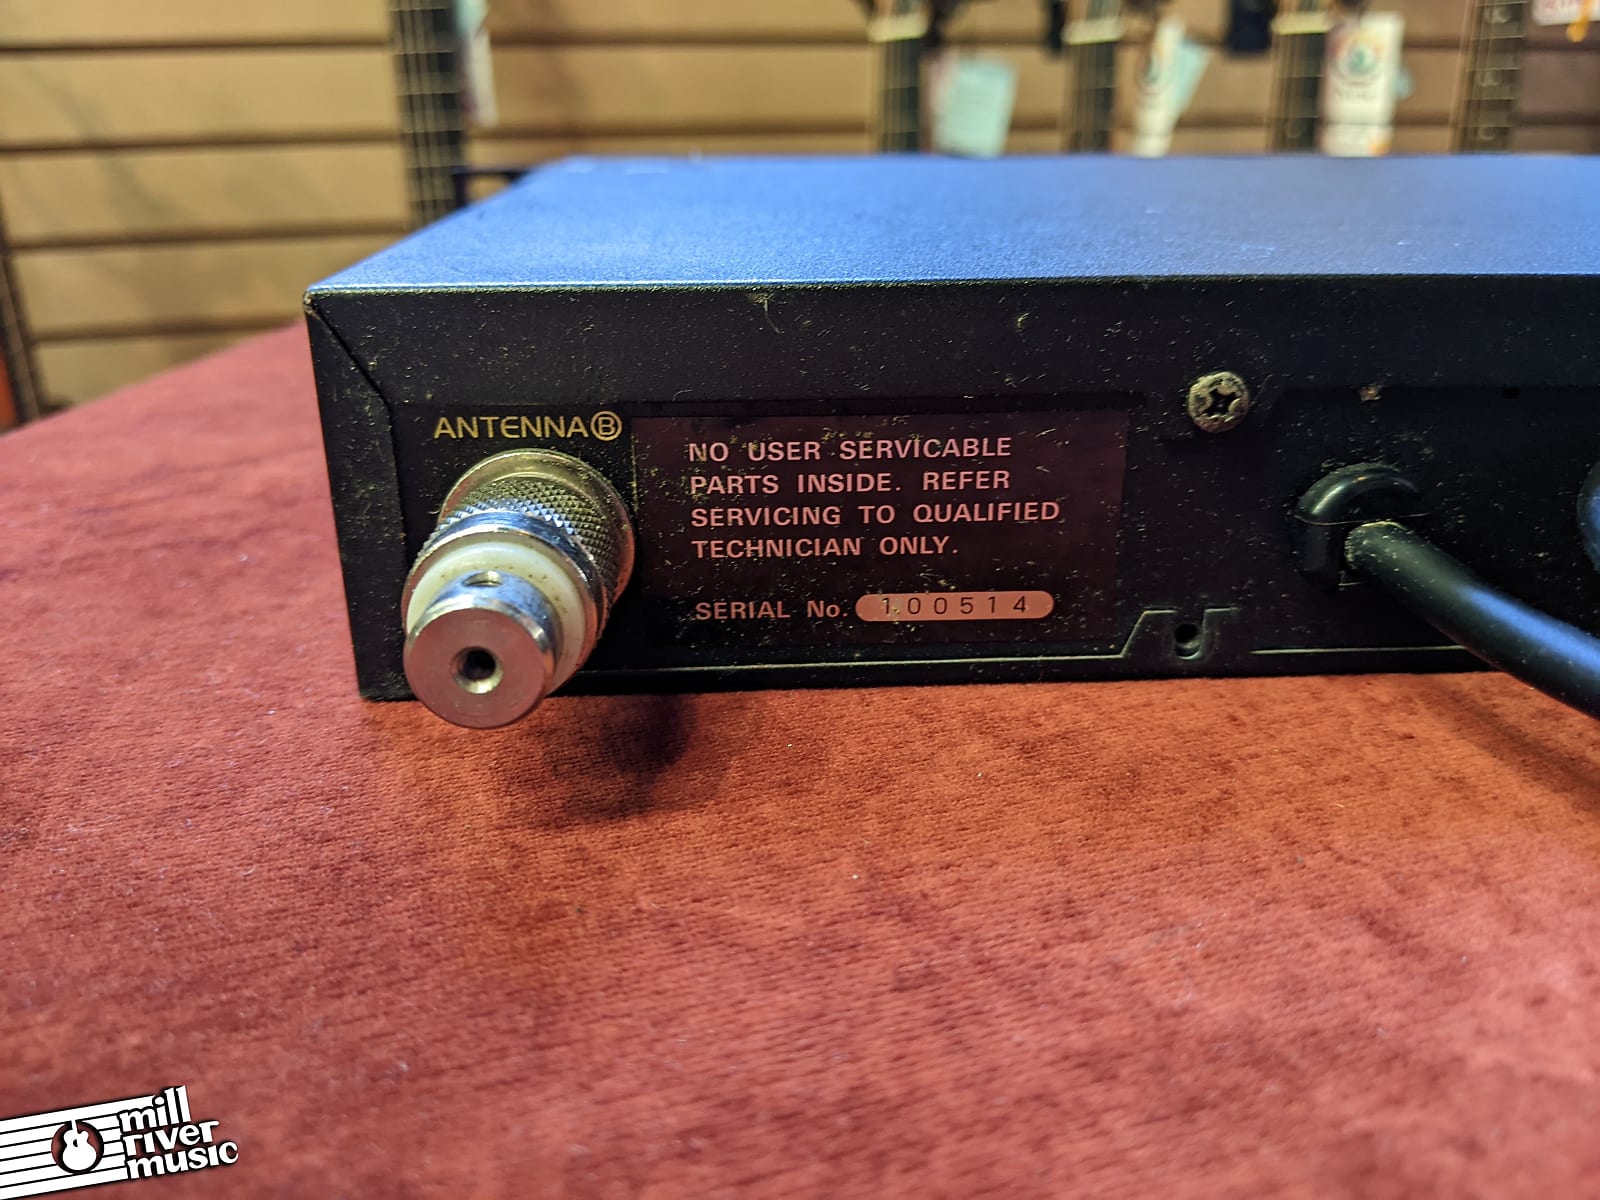 ANTENNA Ⓑ
NO USER SERVICABLE
PARTS INSIDE. REFER
SERVICING TO QUALIFIED
TECHNICIAN ONLY.
SERIAL No. 100514
mill
river
music